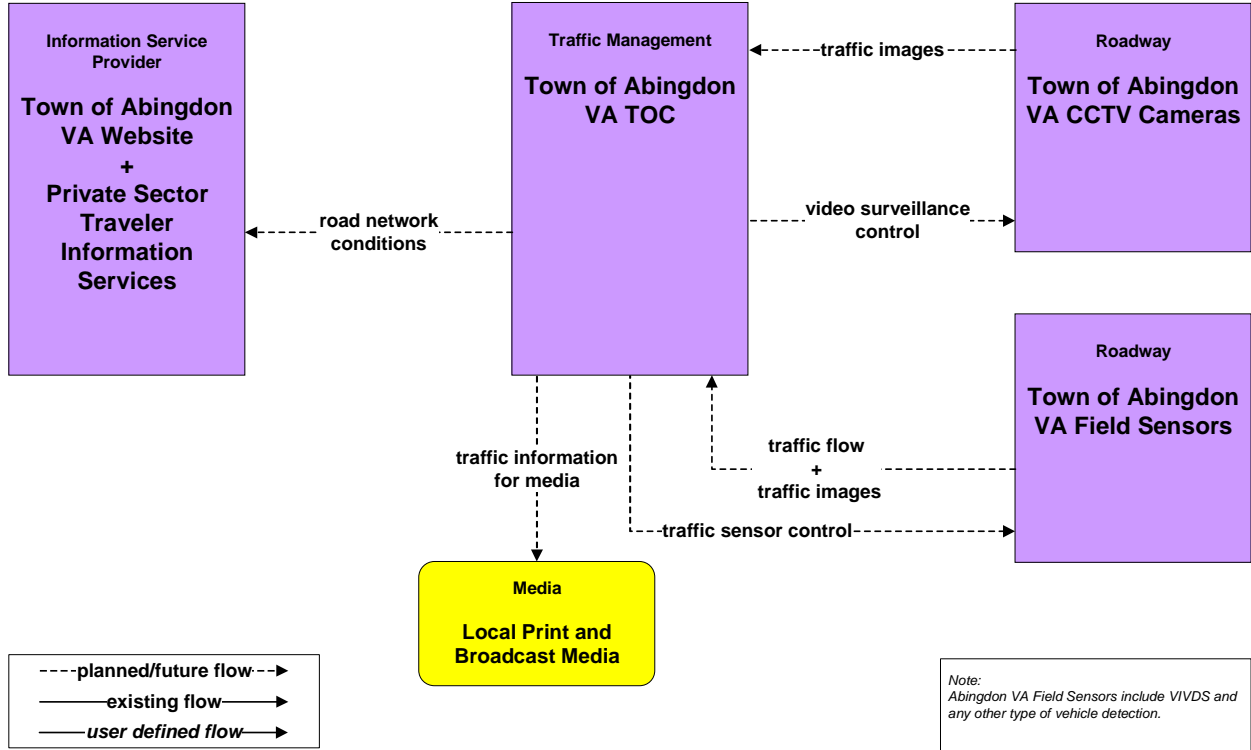 Information Service
Provider
Town of Abingdon
VA Website
+
Private Sector
Traveler
Information
Services
Traffic Management
Town of Abingdon
VA TOC
Roadway
Town of Abingdon
VA CCTV Cameras
traffic images
video surveillance
control
road network
conditions
Roadway
Town of Abingdon
VA Field Sensors
traffic flow
+
traffic images
traffic sensor control
traffic information
for media
Media
Local Print and
Broadcast Media
planned/future flow
existing flow
user defined flow
Note:
Abingdon VA Field Sensors include VIVDS and
any other type of vehicle detection.